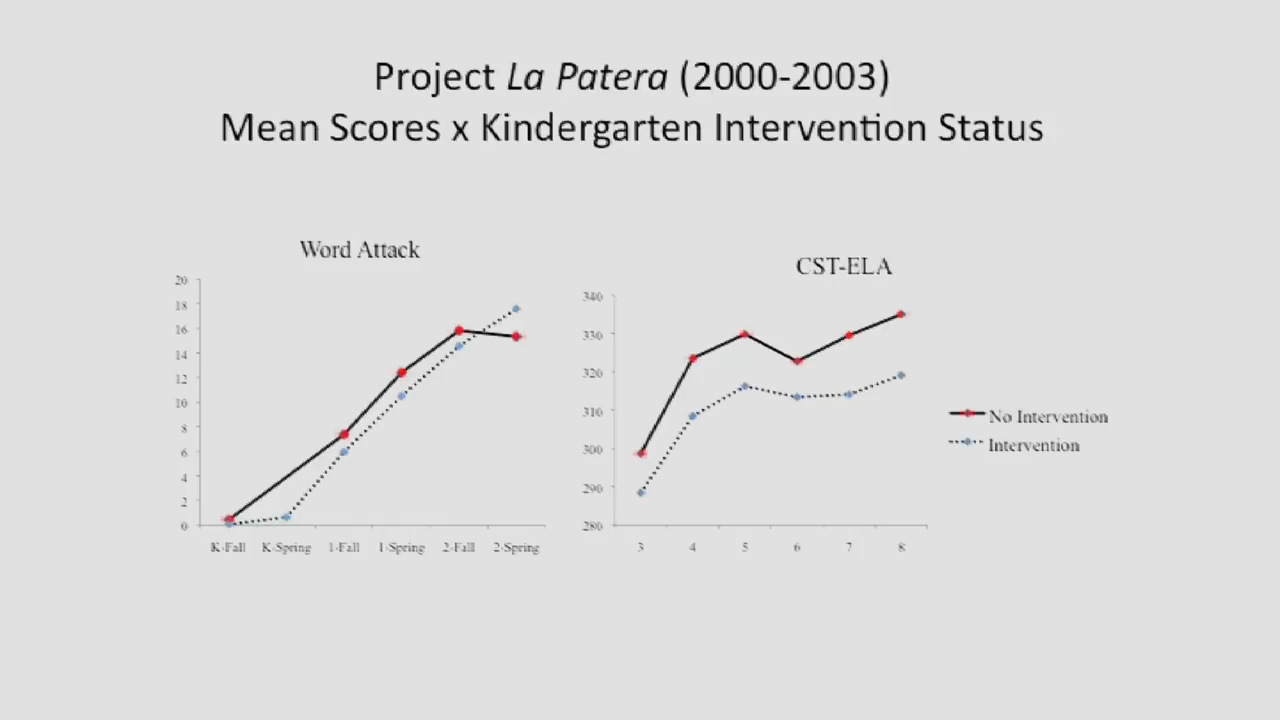 Project La Patera (2000-2003)
Mean Scores x Kindergarten Intervention Status
Word Attack
20
18
16
14
12
10
8
6
4
2
0
K-Fall K-Spring 1-Fall 1-Spring 2-Fall 2-Spring
CST-ELA
340
330
320
310
300
290
280
3 4 5 6 7 8
No Intervention
Intervention